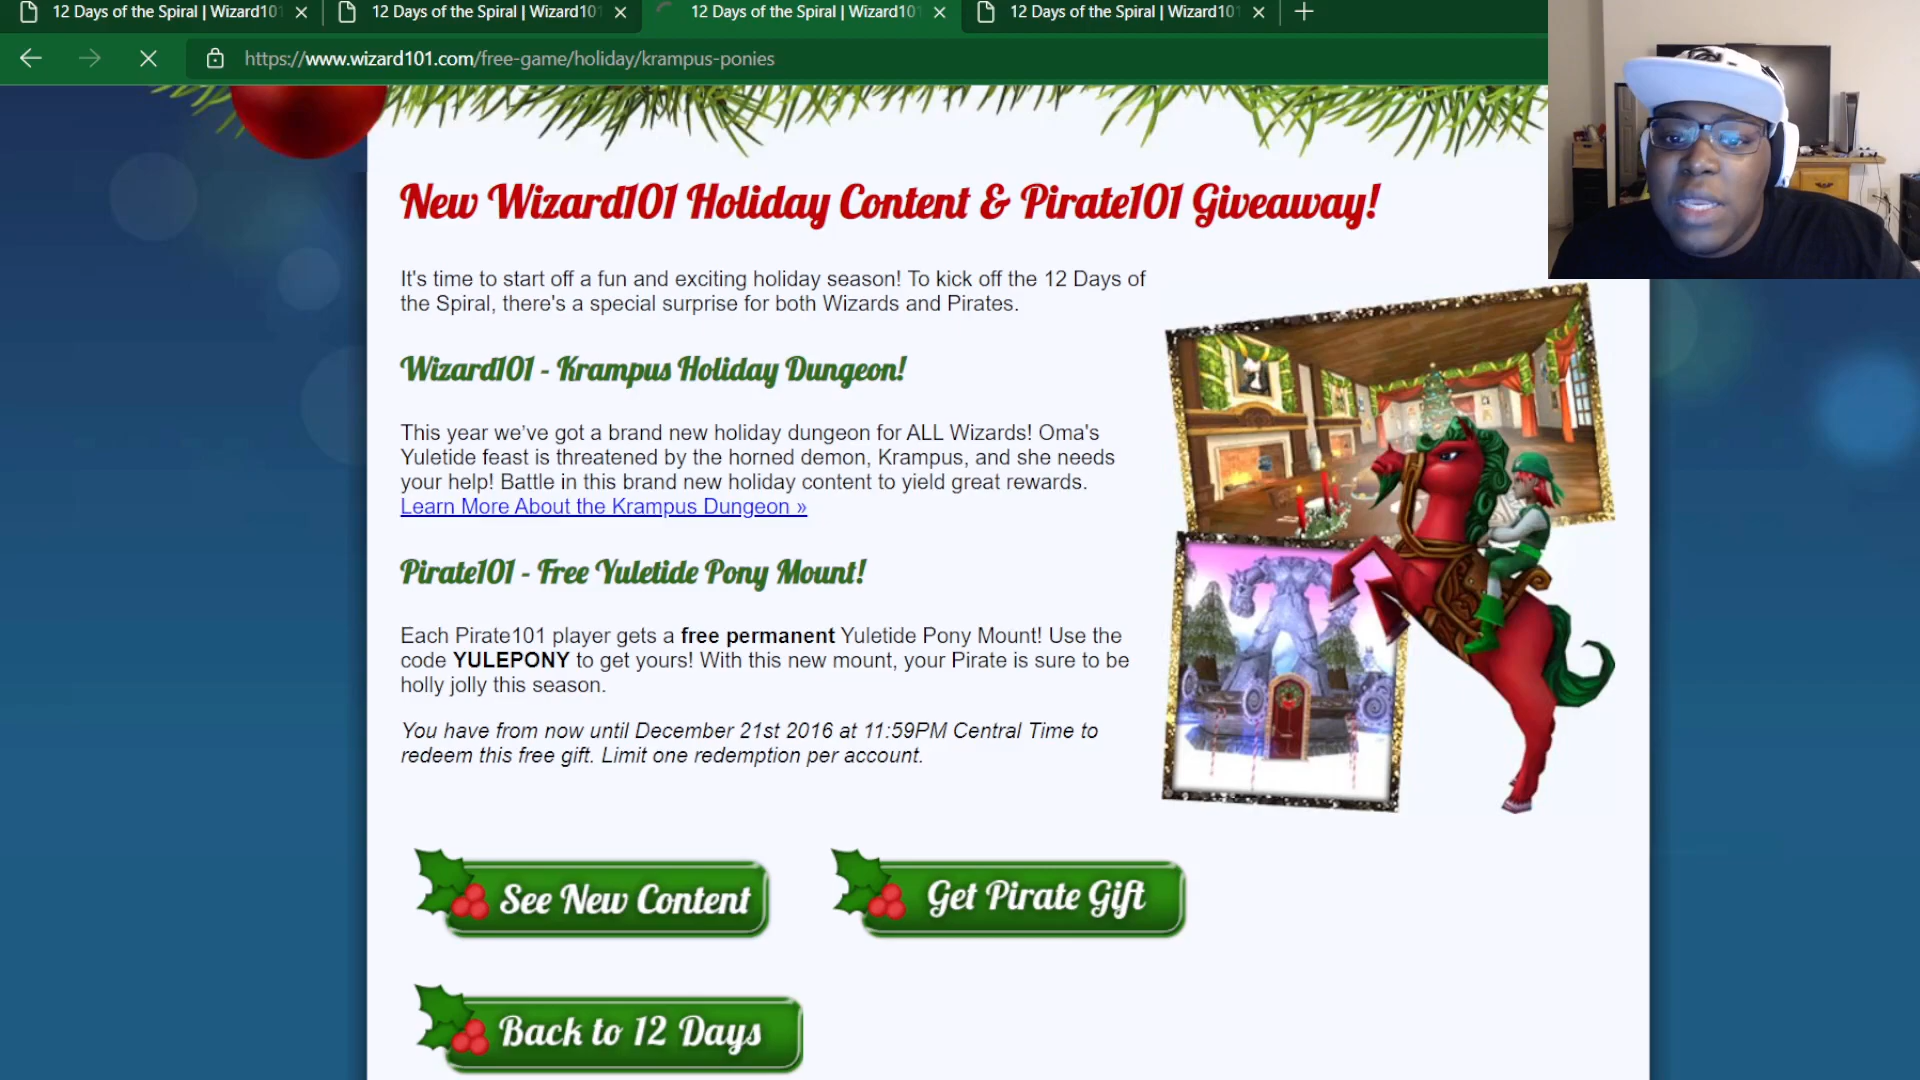 12 Days of the Spiral | Wizard101
12 Days of the Spiral | Wizard101
12 Days of the Spiral | Wizard101
12 Days of the Spiral | Wizard101
https://www.wizard101.com/free-game/holiday/krampus-ponies
New Wizard101 Holiday Content & Pirate101 Giveaway!
It's time to start off a fun and exciting holiday season! To kick off the 12 Days of
the Spiral, there's a special surprise for both Wizards and Pirates.
Wizard101 - Krampus Holiday Dungeon!
This year we’ve got a brand new holiday dungeon for ALL Wizards! Oma's
Yuletide feast is threatened by the horned demon, Krampus, and she needs
your help! Battle in this brand new holiday content to yield great rewards.
Learn More About the Krampus Dungeon »
Pirate101 - Free Yuletide Pony Mount!
Each Pirate101 player gets a free permanent Yuletide Pony Mount! Use the
code YULEPONY to get yours! With this new mount, your Pirate is sure to be
holly jolly this season.
You have from now until December 21st 2016 at 11:59PM Central Time to
redeem this free gift. Limit one redemption per account.
See New Content
Get Pirate Gift
Back to 12 Days